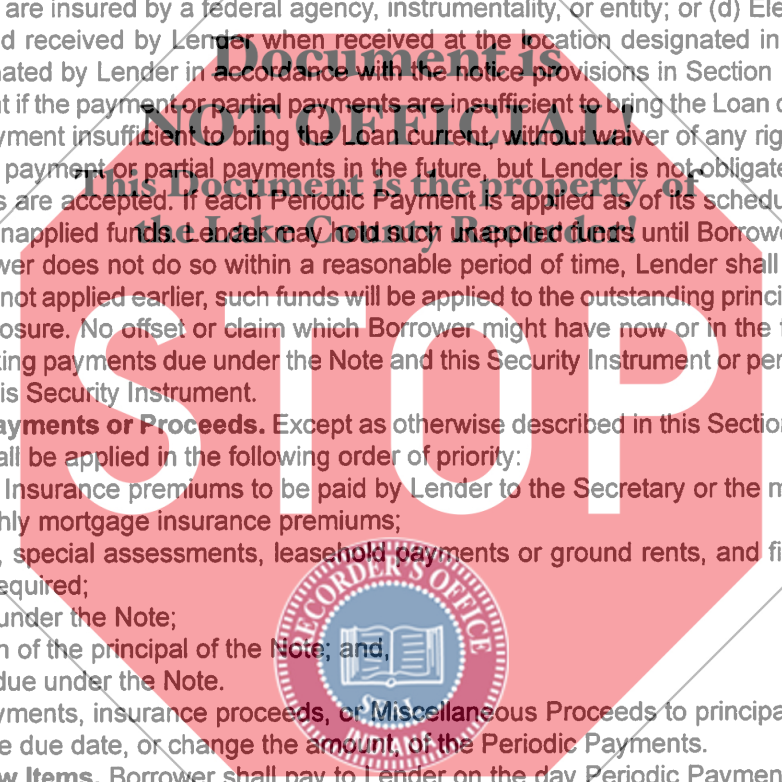 are insured by a federal agency, instrumentality, or entity; or (d) Ele
d received by Lender when received at the location designated in
Document is
nated by Lender in accordance with the notice provisions in Section
t if the payment or partial payments are insufficient to bring the Loan c
NOT OFFICIAL!
yment insufficient to bring the Loan current, without waiver of any rig
payment or partial payments in the future, but Lender is not obligate
This Document is the property of
s are accepted. If each Periodic Payment is applied as of its schedu
napplied funds. Lender may hold such unapplied funds until Borrowe
the Lake County Recorder!
wer does not do so within a reasonable period of time, Lender shall
not applied earlier, such funds will be applied to the outstanding princi
osure. No offset or claim which Borrower might have now or in the f
king payments due under the Note and this Security Instrument or per
is Security Instrument.
STOP
ayments or Proceeds. Except as otherwise described in this Section
all be applied in the following order of priority:
Insurance premiums to be paid by Lender to the Secretary or the m
hly mortgage insurance premiums;
, special assessments, leasehold payments or ground rents, and fi
equired;
under the Note;
n of the principal of the Note; and,
due under the Note.
RECORDER'S OFFICE
SEAL
INDIANA
yments, insurance proceeds, or Miscellaneous Proceeds to principa
e due date, or change the amount, of the Periodic Payments.
w Items. Borrower shall pay to Lender on the day Periodic Paymen